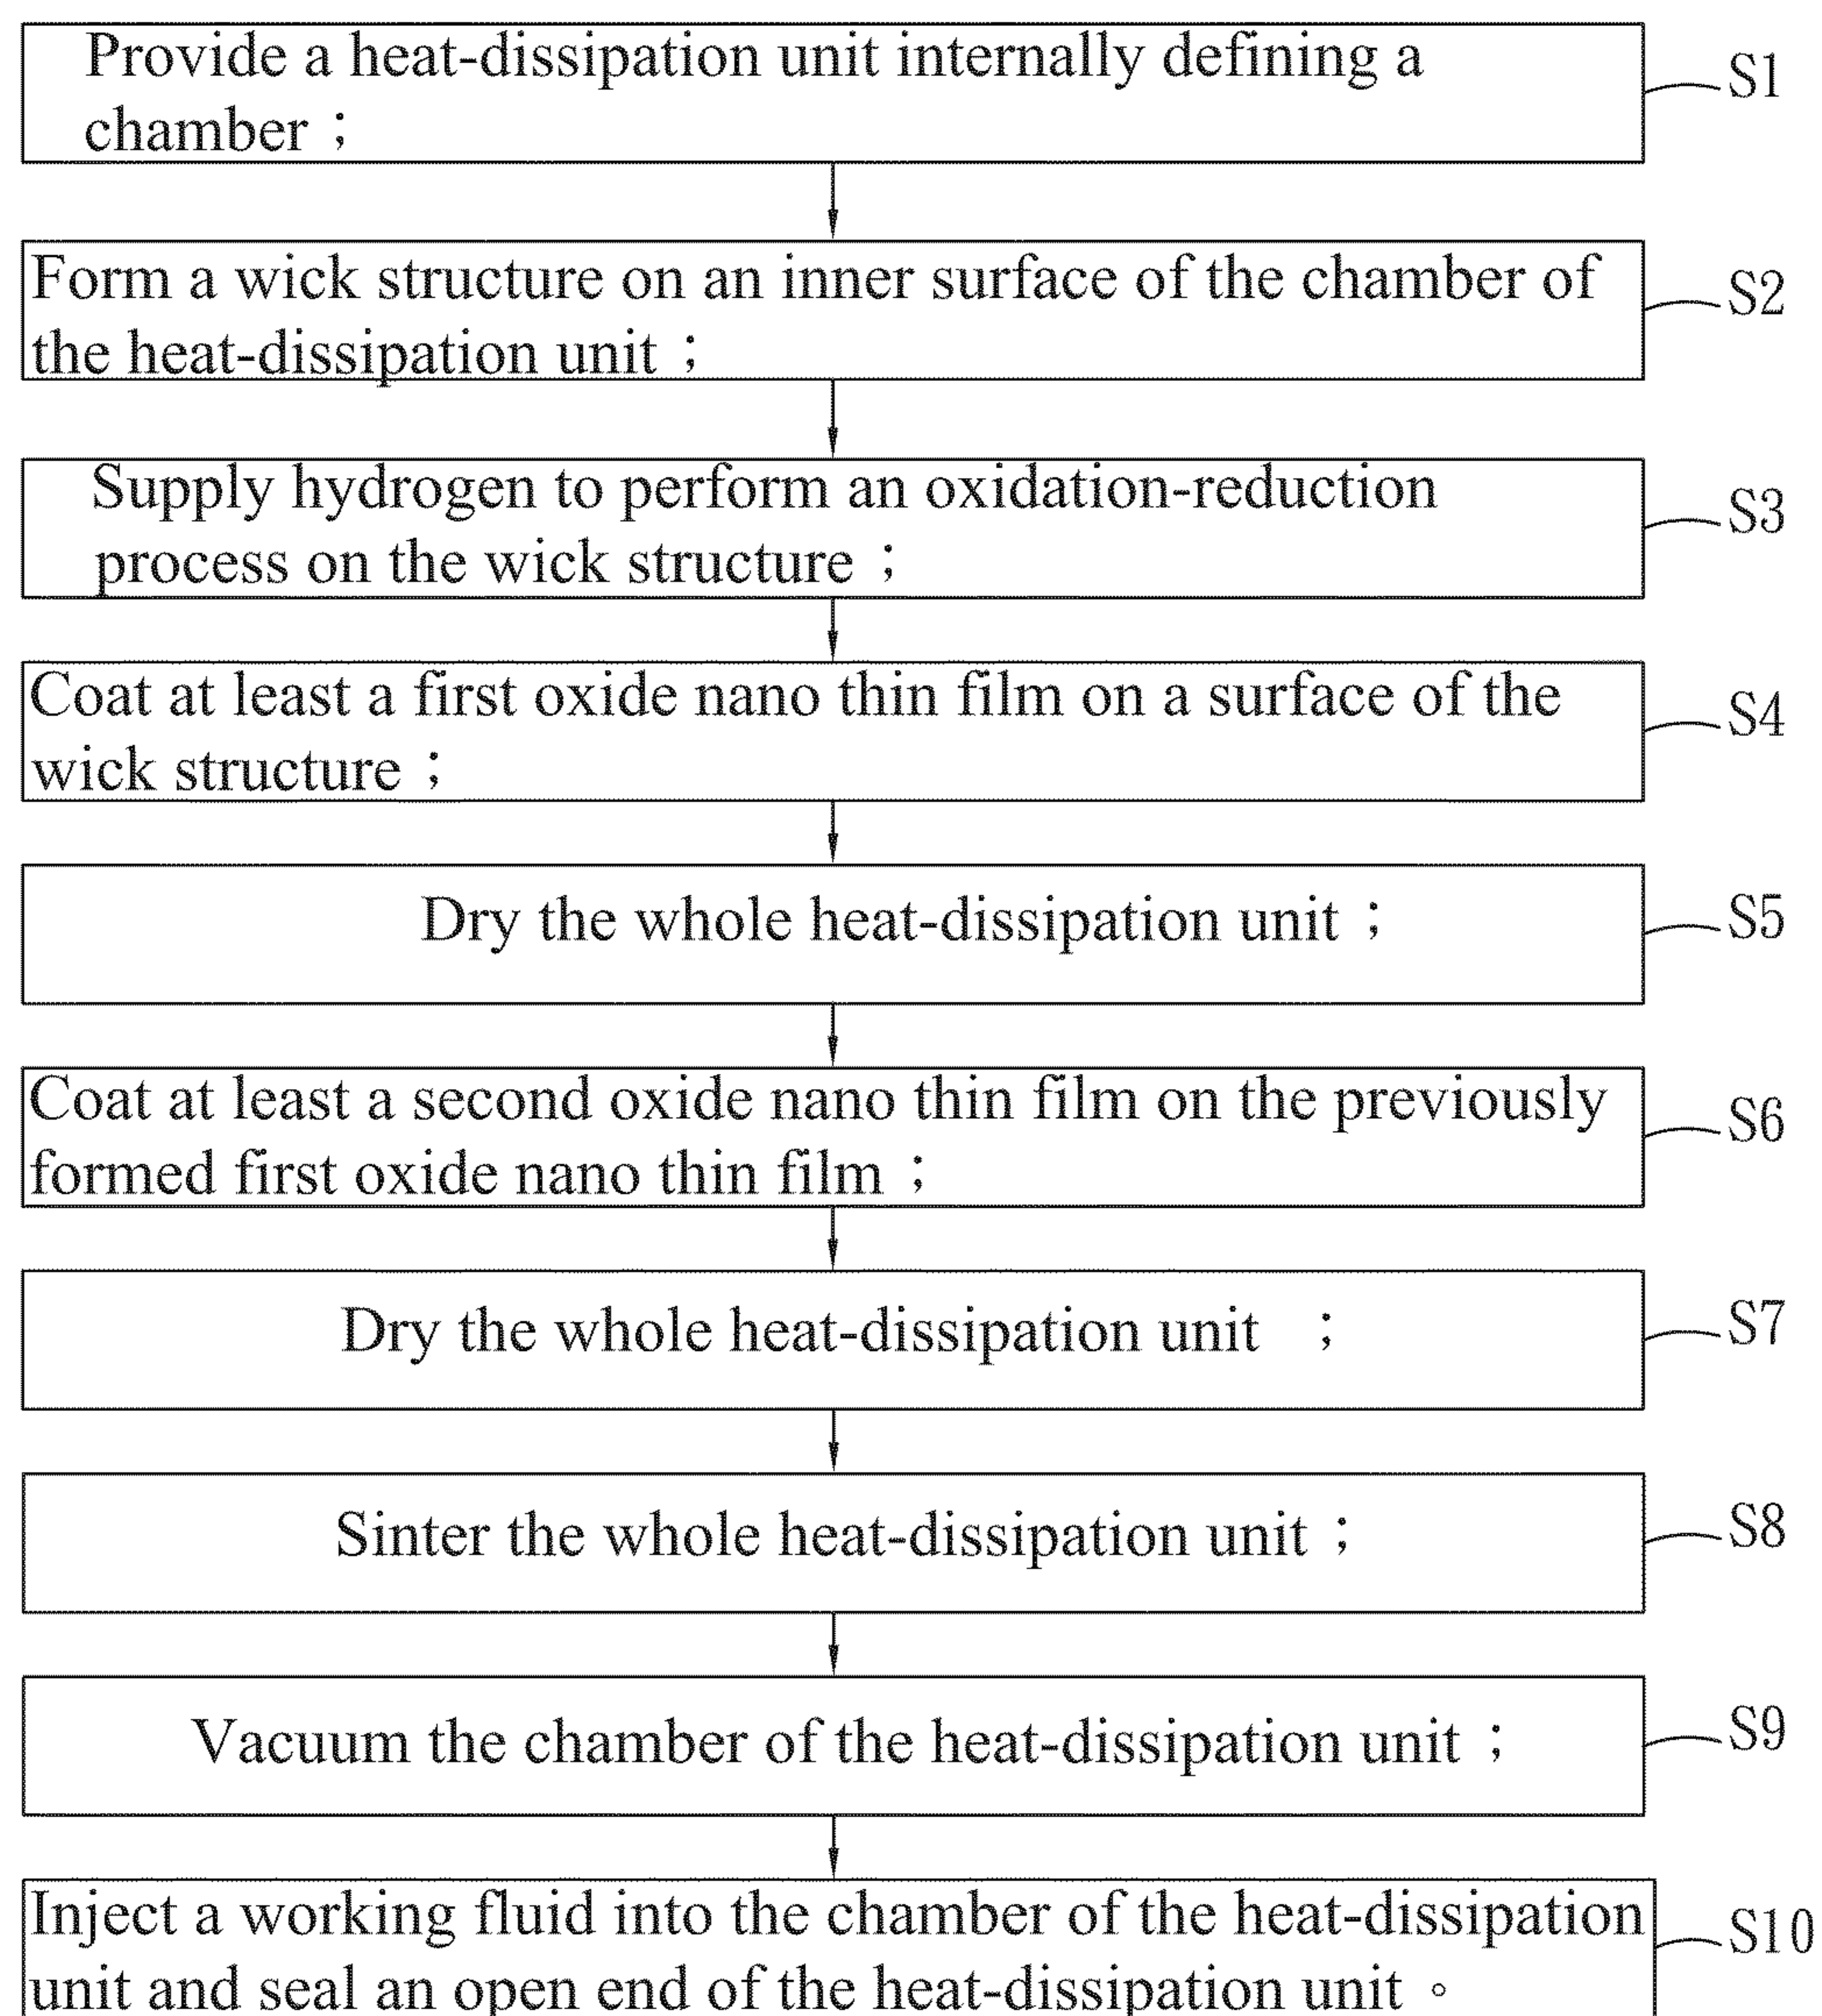 Provide a heat-dissipation unit internally defining a
chamber；
S1
Form a wick structure on an inner surface of the chamber of
the heat-dissipation unit；
S2
Supply hydrogen to perform an oxidation-reduction
process on the wick structure；
S3
Coat at least a first oxide nano thin film on a surface of the
wick structure；
S4
Dry the whole heat-dissipation unit；
S5
Coat at least a second oxide nano thin film on the previously
formed first oxide nano thin film；
S6
Dry the whole heat-dissipation unit ；
S7
Sinter the whole heat-dissipation unit；
S8
Vacuum the chamber of the heat-dissipation unit；
S9
Inject a working fluid into the chamber of the heat-dissipation
unit and seal an open end of the heat-dissipation unit。
S10